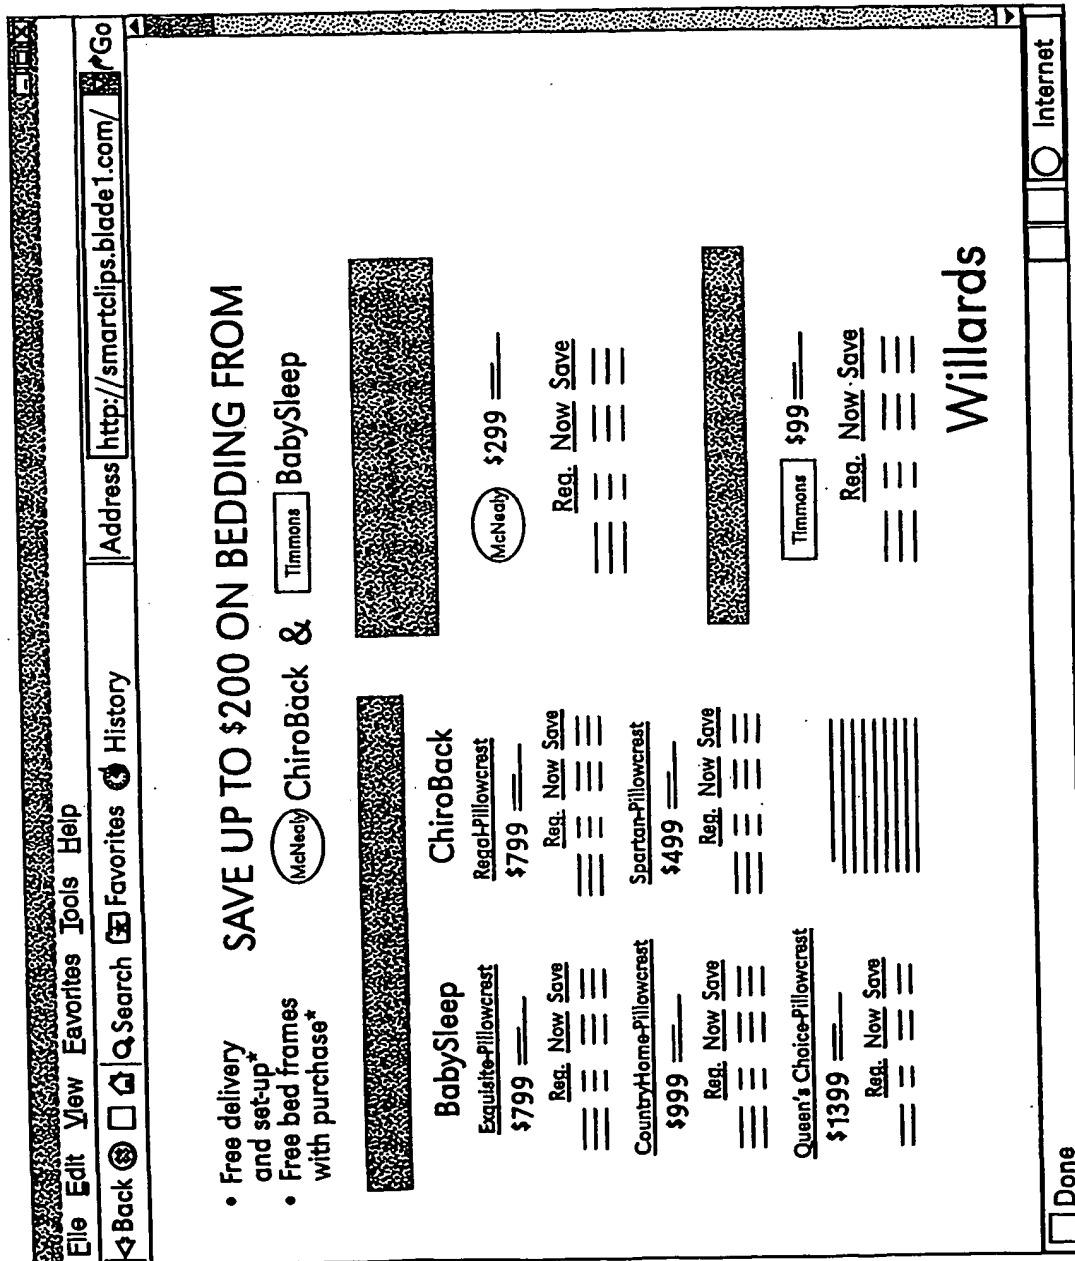 File Edit View Favorites Tools Help
Back Search Favorites History Address http://smartclips.blade1.com/ Go
• Free delivery
and set-up*
• Free bed frames
with purchase*
SAVE UP TO $200 ON BEDDING FROM
McNealy ChiroBack & Timmons BabySleep
BabySleep
Exquisite-Pillowcrest
$799
Reg. Now Save
CountryHome-Pillowcrest
$999
Reg. Now Save
Queen's Choice-Pillowcrest
$1399
Reg. Now Save
ChiroBack
Regal-Pillowcrest
$799
Reg. Now Save
Spartan-Pillowcrest
$499
Reg. Now Save
McNealy $299
Reg. Now Save
Timmons $99
Reg. Now Save
Willards
Done Internet